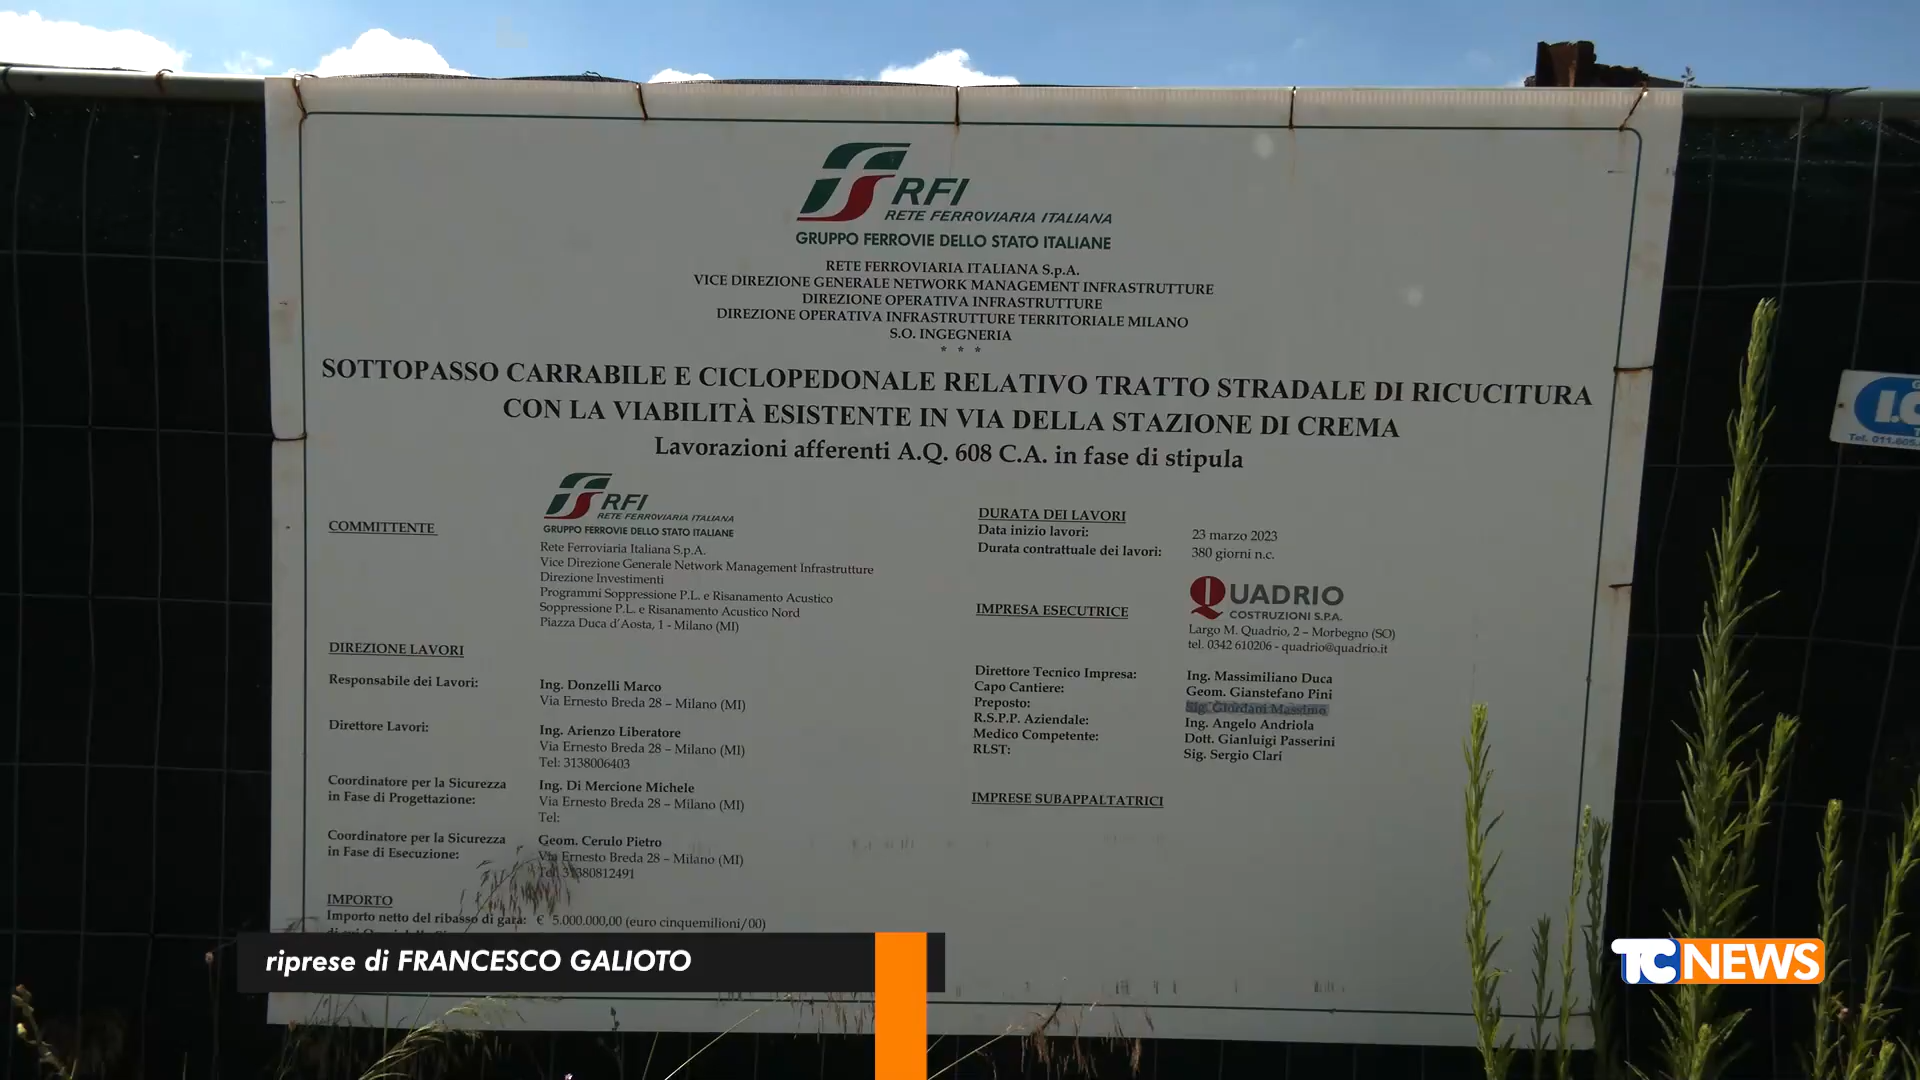 RFI
RETE FERROVIARIA ITALIANA
GRUPPO FERROVIE DELLO STATO ITALIANE
RETE FERROVIARIA ITALIANA S.p.A.
VICE DIREZIONE GENERALE NETWORK MANAGEMENT INFRASTRUTTURE
DIREZIONE OPERATIVA INFRASTRUTTURE
DIREZIONE OPERATIVA INFRASTRUTTURE TERRITORIALE MILANO
S.O. INGEGNERIA
* * *
SOTTOPASSO CARRABILE E CICLOPEDONALE RELATIVO TRATTO STRADALE DI RICUCITURA
CON LA VIABILITÀ ESISTENTE IN VIA DELLA STAZIONE DI CREMA
Lavorazioni afferenti A.Q. 608 C.A. in fase di stipula
COMMITTENTE
RFI
RETE FERROVIARIA ITALIANA
GRUPPO FERROVIE DELLO STATO ITALIANE
Rete Ferroviaria Italiana S.p.A.
Vice Direzione Generale Network Management Infrastrutture
Direzione Investimenti
Programmi Soppressione P.L. e Risanamento Acustico
Soppressione P.L. e Risanamento Acustico Nord
Piazza Duca d'Aosta, 1 - Milano (MI)
DIREZIONE LAVORI
Responsabile dei Lavori: Ing. Donzelli Marco
Via Ernesto Breda 28 – Milano (MI)
Direttore Lavori: Ing. Arienzo Liberatore
Via Ernesto Breda 28 – Milano (MI)
Tel: 3138006403
Coordinatore per la Sicurezza Ing. Di Mercione Michele
in Fase di Progettazione: Via Ernesto Breda 28 – Milano (MI)
Tel:
Coordinatore per la Sicurezza Geom. Cerulo Pietro
in Fase di Esecuzione: Via Ernesto Breda 28 – Milano (MI)
Tel. 31380812491
IMPORTO
Importo netto del ribasso di gara: € 5.000.000,00 (euro cinquemilioni/00)
DURATA DEI LAVORI
Data inizio lavori: 23 marzo 2023
Durata contrattuale dei lavori: 380 giorni n.c.
IMPRESA ESECUTRICE
QUADRIO
COSTRUZIONI S.P.A.
Largo M. Quadrio, 2 – Morbegno (SO)
tel. 0342 610206 - quadrio@quadrio.it
Direttore Tecnico Impresa: Ing. Massimiliano Duca
Capo Cantiere: Geom. Gianstefano Pini
Preposto: Sig. Giordani Massimo
R.S.P.P. Aziendale: Ing. Angelo Andriola
Medico Competente: Dott. Gianluigi Passerini
RLST: Sig. Sergio Clari
IMPRESE SUBAPPALTATRICI
Tel. 011.805.
riprese di FRANCESCO GALIOTO
TC NEWS